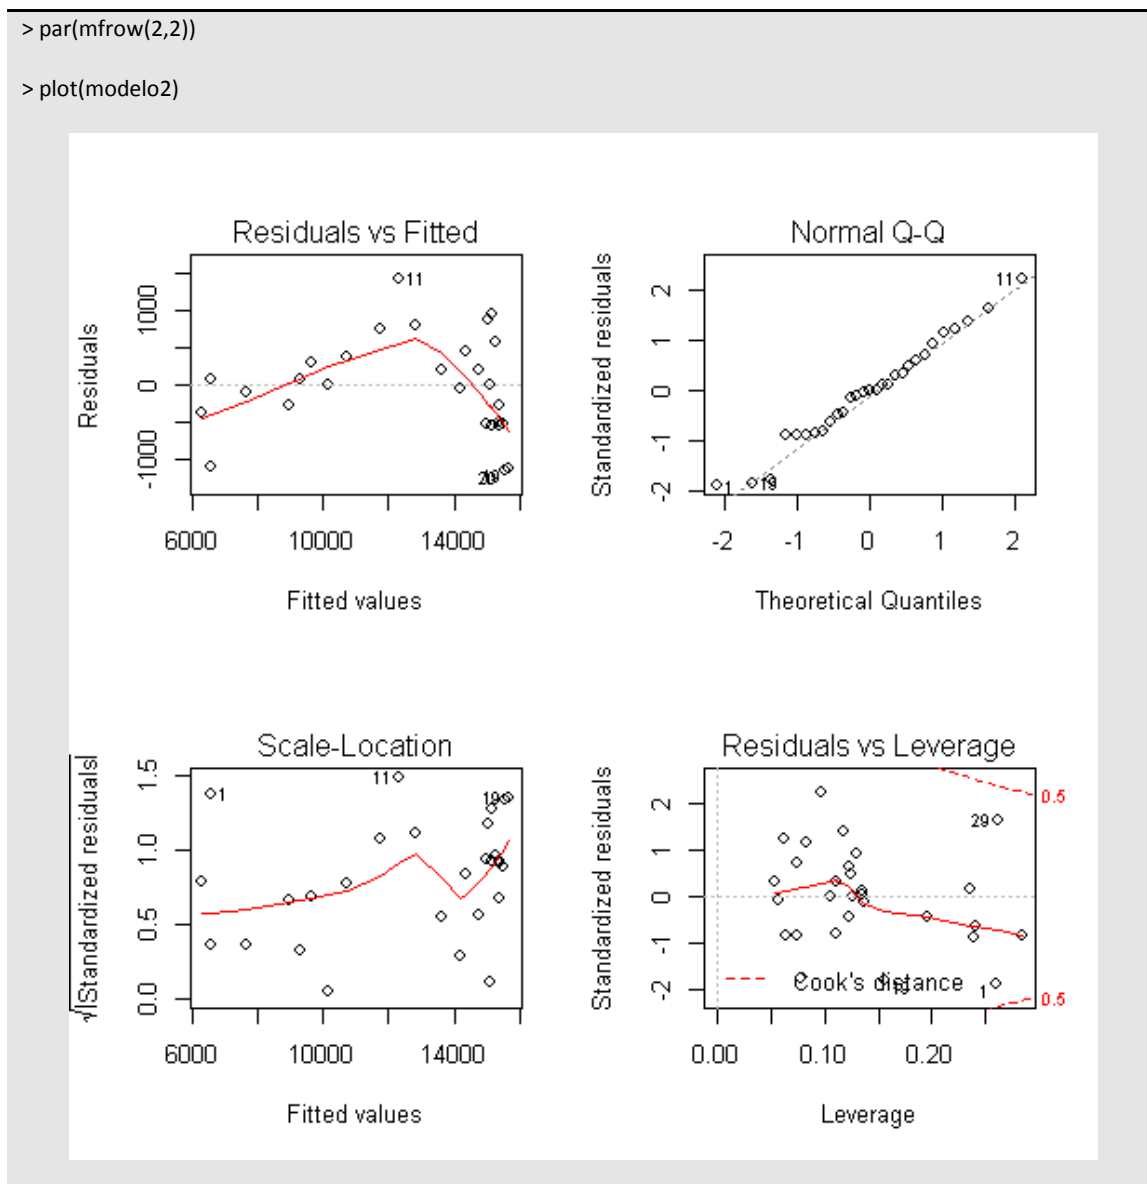 > par(mfrow(2,2))
> plot(modelo2)
Residuals vs Fitted
Residuals
1000
0
-1000
11
19
6000 10000 14000
Fitted values
Normal Q-Q
Standardized residuals
2
1
0
-1
-2
11
1
19
-2 -1 0 1 2
Theoretical Quantiles
Scale-Location
√|Standardized residuals|
1.5
1.0
0.5
0.0
11
1
19
6000 10000 14000
Fitted values
Residuals vs Leverage
Standardized residuals
2
1
0
-1
-2
0.5
29
Cook's distance
19
1
0.5
0.00 0.10 0.20
Leverage